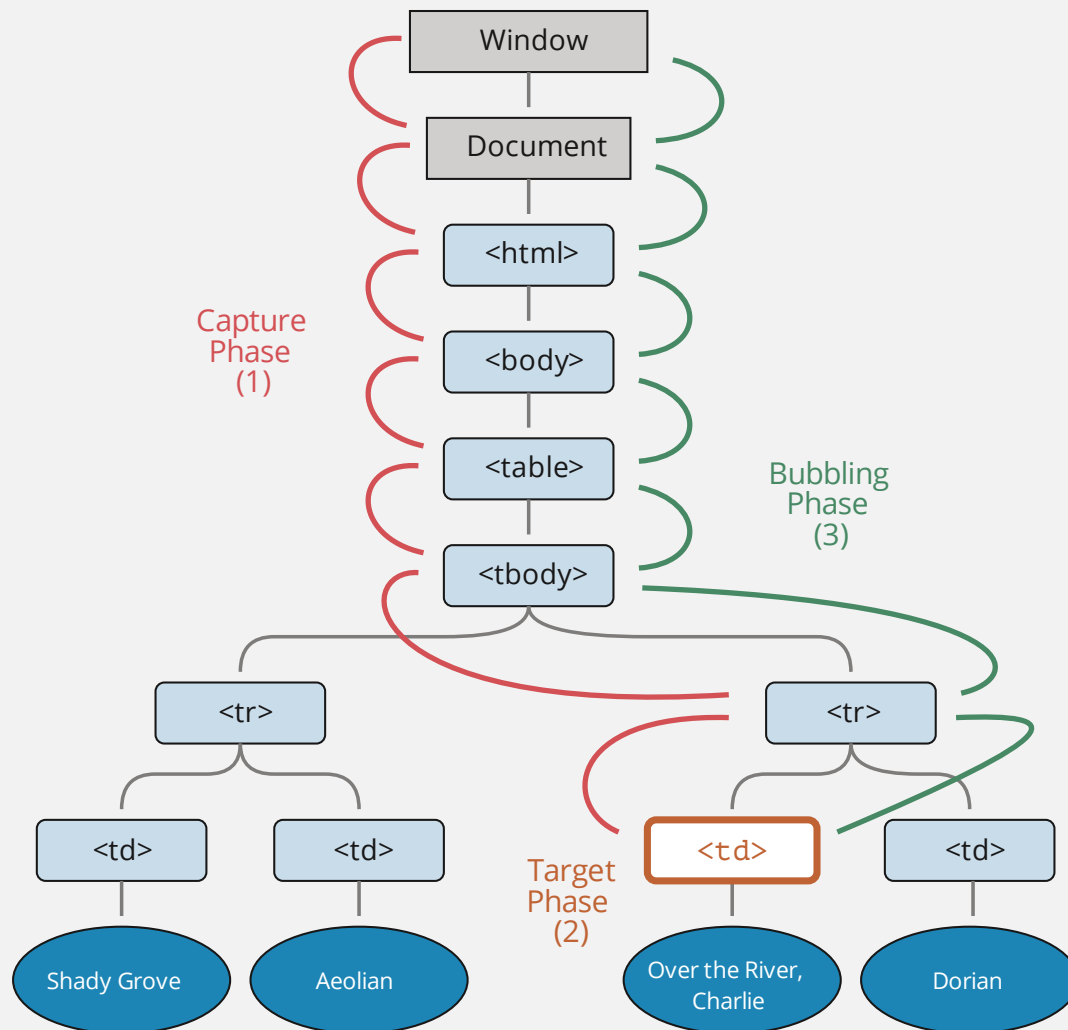 Window
Document
<html>
Capture
Phase
(1)
<body>
<table>
Bubbling
Phase
(3)
<tbody>
<tr>
<tr>
<td>
<td>
<td>
<td>
Target
Phase
(2)
Shady Grove
Aeolian
Over the River,
Charlie
Dorian